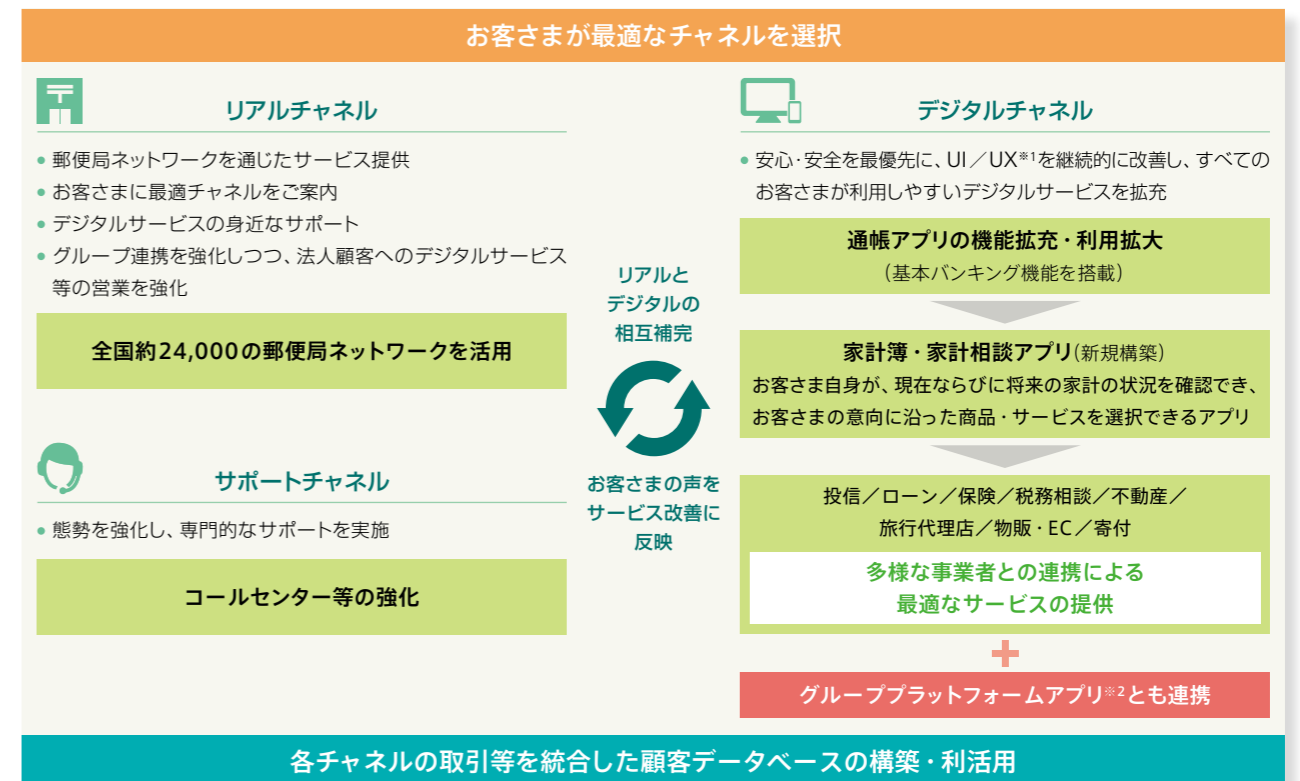 お客さまが最適なチャネルを選択
リアルチャネル
• 郵便局ネットワークを通じたサービス提供
• お客さまに最適チャネルをご案内
• デジタルサービスの身近なサポート
• グループ連携を強化しつつ、法人顧客へのデジタルサービス
等の営業を強化
全国約24,000の郵便局ネットワークを活用
サポートチャネル
• 態勢を強化し、専門的なサポートを実施
コールセンター等の強化
リアルと
デジタルの
相互補完
お客さまの声を
サービス改善に
反映
デジタルチャネル
• 安心・安全を最優先に、UI／UX※1を継続的に改善し、すべての
お客さまが利用しやすいデジタルサービスを拡充
通帳アプリの機能拡充・利用拡大
（基本バンキング機能を搭載）
家計簿・家計相談アプリ(新規構築)
お客さま自身が、現在ならびに将来の家計の状況を確認でき、
お客さまの意向に沿った商品・サービスを選択できるアプリ
投信／ローン／保険／税務相談／不動産／
旅行代理店／物販・EC／寄付
多様な事業者との連携による
最適なサービスの提供
グループプラットフォームアプリ※2とも連携
各チャネルの取引等を統合した顧客データベースの構築・利活用